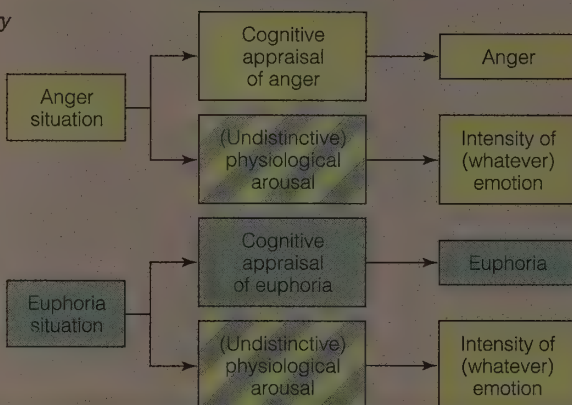 y
Cognitive
appraisal
of anger
Anger
Anger
situation
(Undistinctive)
physiological
arousal
Intensity of
(whatever)
emotion
Cognitive
appraisal
of euphoria
Euphoria
Euphoria
situation
(Undistinctive)
physiological
arousal
Intensity of
(whatever)
emotion